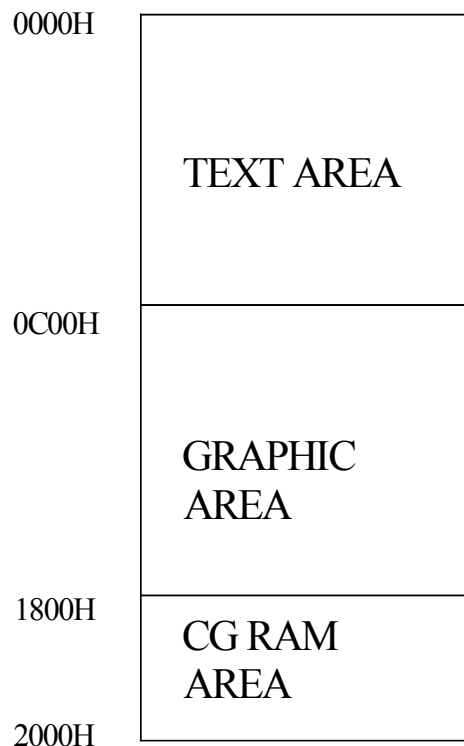 0000H
TEXT AREA
0C00H
GRAPHIC
AREA
1800H
CG RAM
AREA
2000H